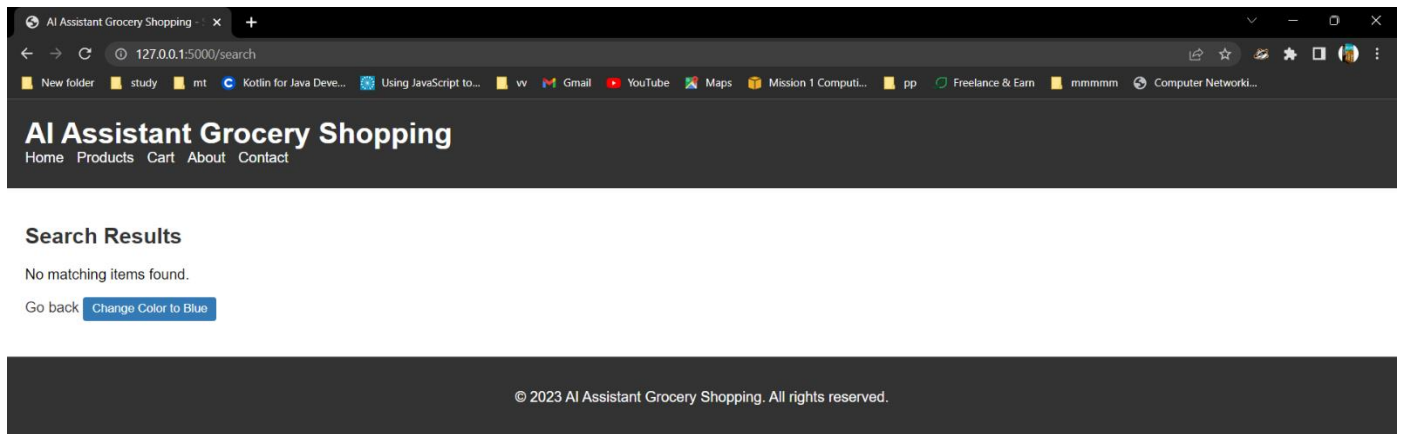 AI Assistant Grocery Shopping -
127.0.0.1:5000/search
New folder study mt Kotlin for Java Deve... Using JavaScript to... vv Gmail YouTube Maps Mission 1 Computi... pp Freelance & Earn mmmmm Computer Networki...
AI Assistant Grocery Shopping
Home Products Cart About Contact
Search Results
No matching items found.
Go back Change Color to Blue
© 2023 AI Assistant Grocery Shopping. All rights reserved.